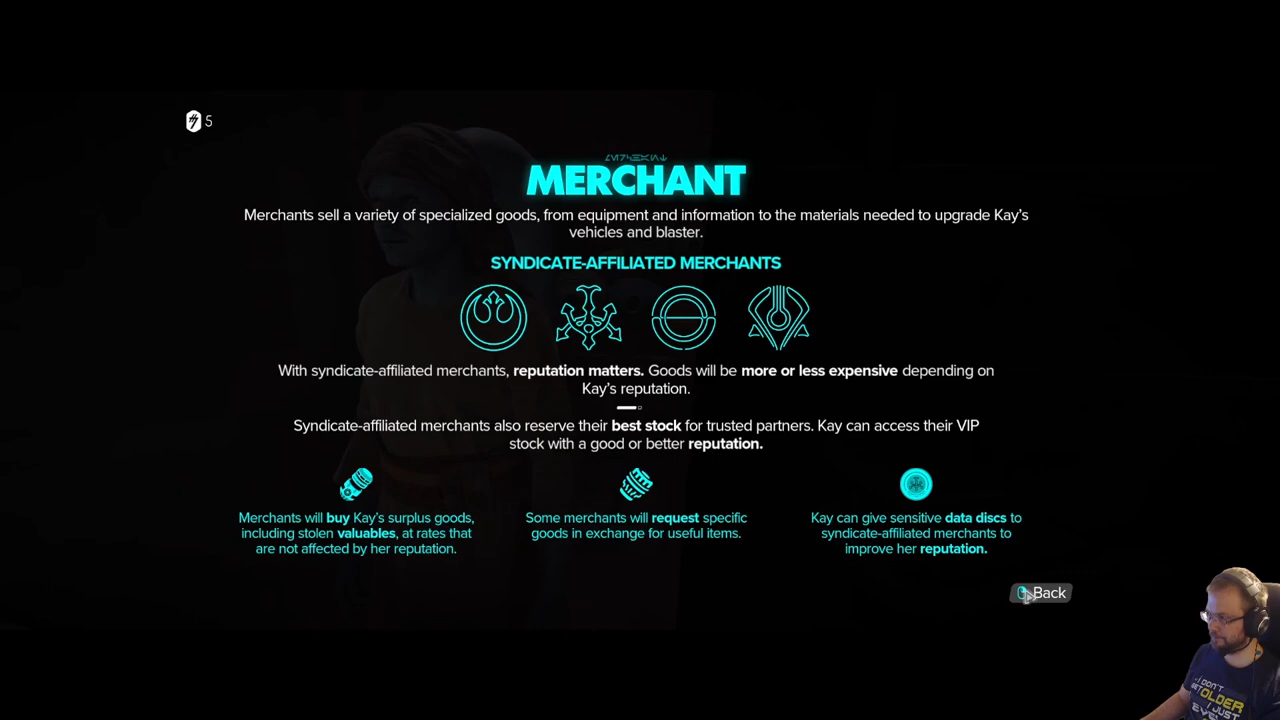 5
MERCHANT
Merchants sell a variety of specialized goods, from equipment and information to the materials needed to upgrade Kay's
vehicles and blaster.
SYNDICATE-AFFILIATED MERCHANTS
With syndicate-affiliated merchants, reputation matters. Goods will be more or less expensive depending on
Kay's reputation.
Syndicate-affiliated merchants also reserve their best stock for trusted partners. Kay can access their VIP
stock with a good or better reputation.
Merchants will buy Kay's surplus goods,
including stolen valuables, at rates that
are not affected by her reputation.
Some merchants will request specific
goods in exchange for useful items.
Kay can give sensitive data discs to
syndicate-affiliated merchants to
improve her reputation.
Back
I DON'T
GET OLDER
I JUST